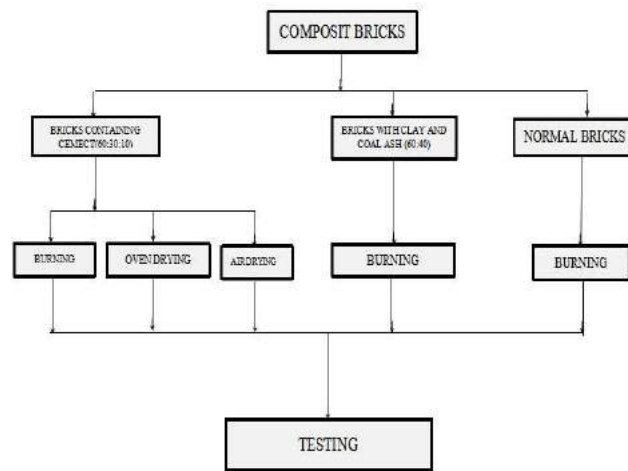 COMPOSIT BRICKS
BRICKS CONTAINING
CEMECT(60:30:10)
BRICKS WITH CLAY AND
COAL ASH (60:40)
NORMAL BRICKS
BURNING
OVEN DRYING
AIRDRYING
BURNING
BURNING
TESTING